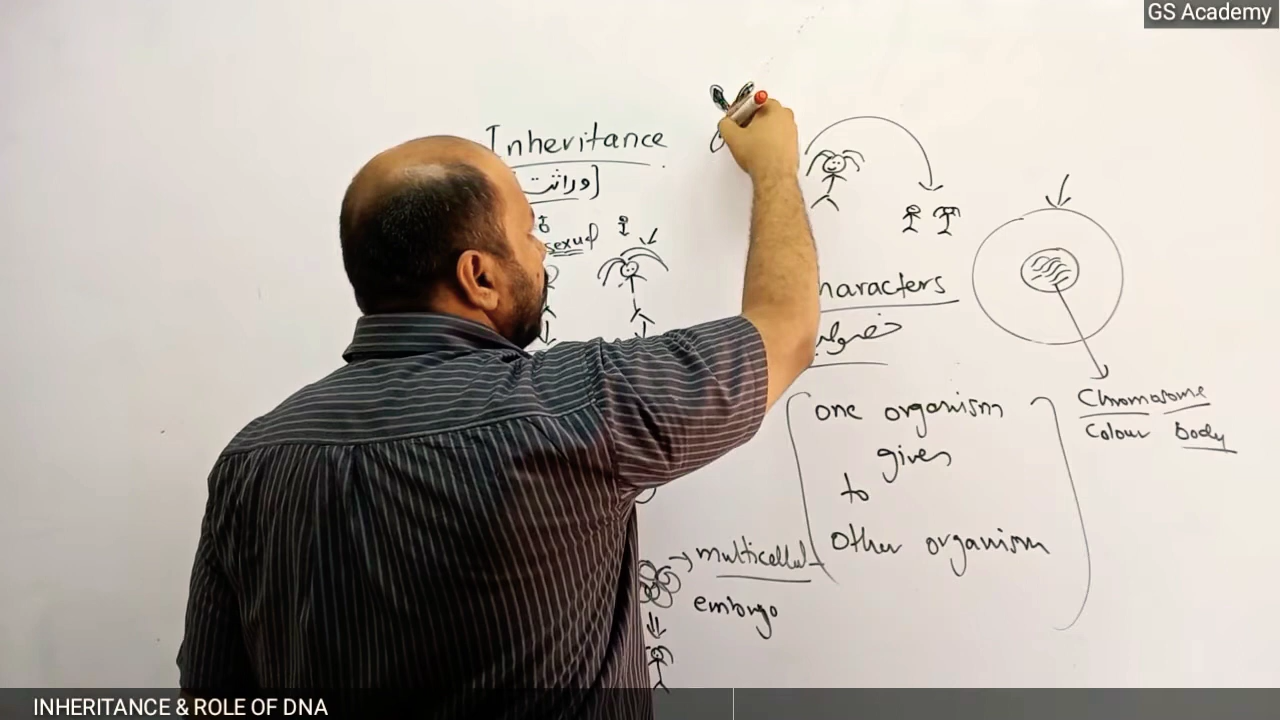 GS Academy
Inheritance
[وراثت
sexual
haracters
Chromosome
Colour Body
one organism
gives
to
other organism
multicellul
embryo
INHERITANCE & ROLE OF DNA